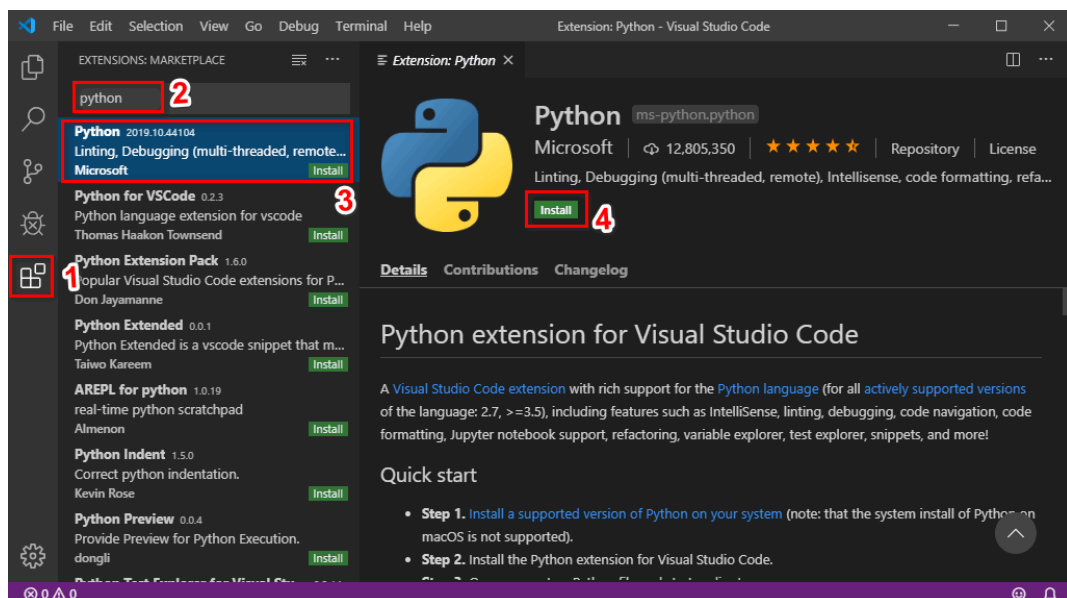 File Edit Selection View Go Debug Terminal Help
Extension: Python - Visual Studio Code
EXTENSIONS: MARKETPLACE
python
2
Python 2019.10.44104
Linting, Debugging (multi-threaded, remote...
Microsoft Install
3
Python for VSCode 0.2.3
Python language extension for vscode
Thomas Haakon Townsend Install
1
Python Extension Pack 1.6.0
Popular Visual Studio Code extensions for P...
Don Jayamanne Install
Python Extended 0.0.1
Python Extended is a vscode snippet that m...
Taiwo Kareem Install
AREPL for python 1.0.19
real-time python scratchpad
Almenon Install
Python Indent 1.5.0
Correct python indentation.
Kevin Rose Install
Python Preview 0.0.4
Provide Preview for Python Execution.
dongli Install
Extension: Python
Python ms-python.python
Microsoft 12,805,350 Repository License
Linting, Debugging (multi-threaded, remote), Intellisense, code formatting, refa...
Install
4
Details Contributions Changelog
Python extension for Visual Studio Code
A Visual Studio Code extension with rich support for the Python language (for all actively supported versions
of the language: 2.7, >=3.5), including features such as IntelliSense, linting, debugging, code navigation, code
formatting, Jupyter notebook support, refactoring, variable explorer, test explorer, snippets, and more!
Quick start
• Step 1. Install a supported version of Python on your system (note: that the system install of Python on
macOS is not supported).
• Step 2. Install the Python extension for Visual Studio Code.
0 0